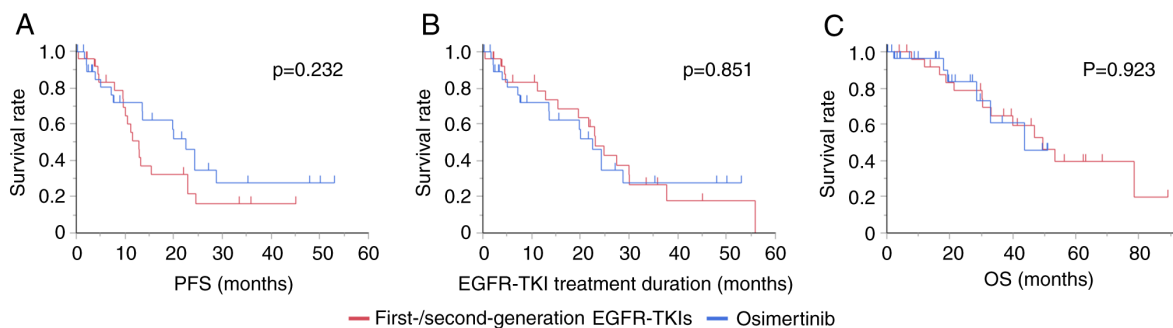 A
Survival rate
1.0
0.8
0.6
0.4
0.2
0
p=0.232
0 10 20 30 40 50 60
PFS (months)
B
Survival rate
1.0
0.8
0.6
0.4
0.2
0
p=0.851
0 10 20 30 40 50 60
EGFR-TKI treatment duration (months)
C
Survival rate
1.0
0.8
0.6
0.4
0.2
0
P=0.923
0 20 40 60 80
OS (months)
First-/second-generation EGFR-TKIs Osimertinib